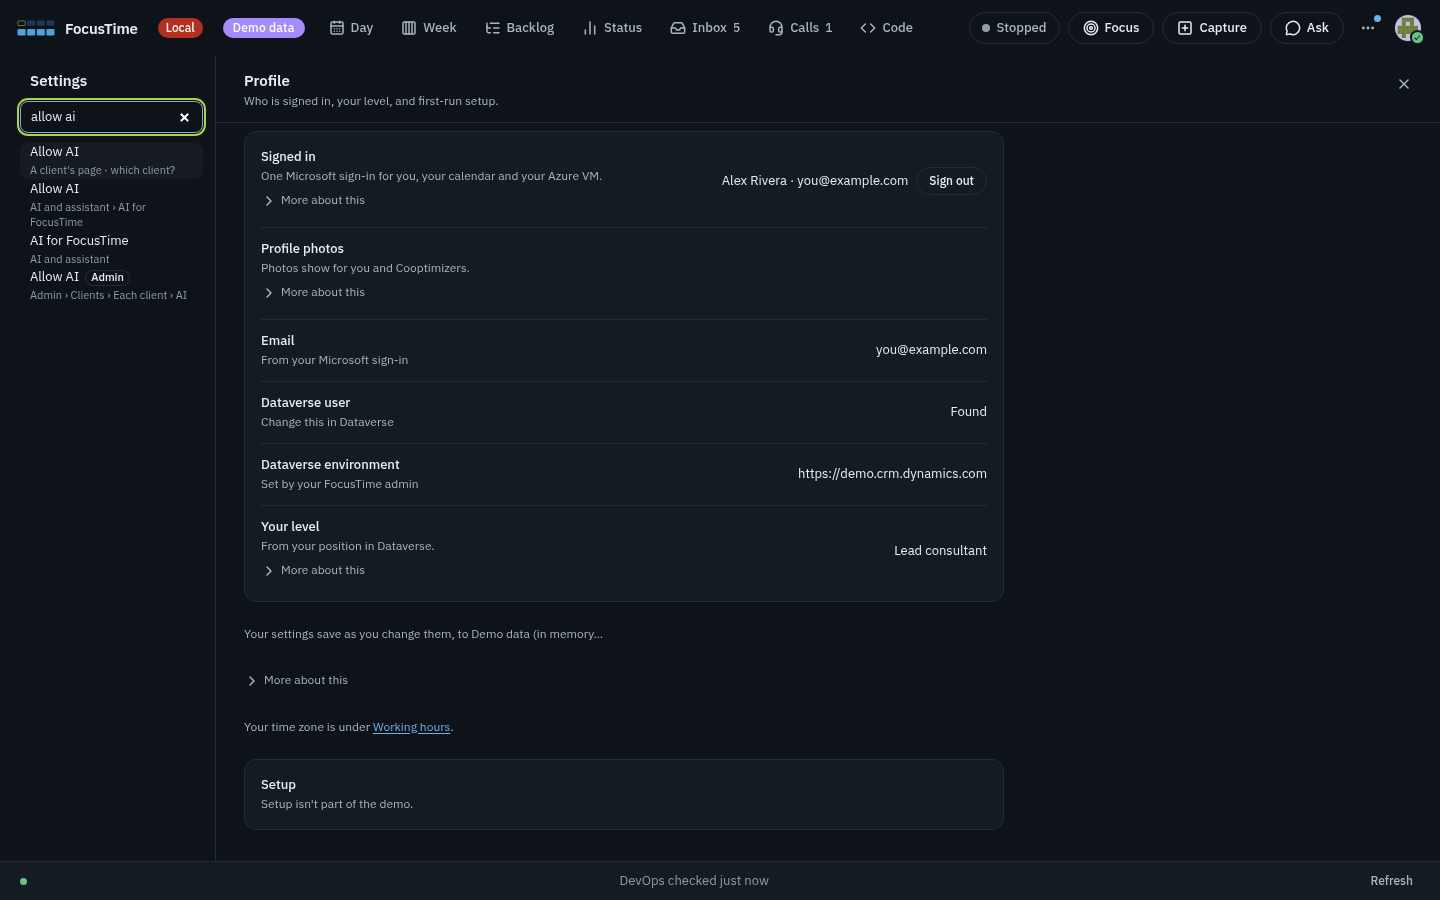 FocusTime
Local
Demo data
Day
Week
Backlog
Status
Inbox 5
Calls 1
Code
Stopped
Focus
Capture
Ask
Settings
allow ai
Allow AI
A client's page · which client?
Allow AI
AI and assistant › AI for
FocusTime
AI for FocusTime
AI and assistant
Allow AI Admin
Admin › Clients › Each client › AI
Profile
Who is signed in, your level, and first-run setup.
Signed in
One Microsoft sign-in for you, your calendar and your Azure VM.
More about this
Alex Rivera · you@example.com
Sign out
Profile photos
Photos show for you and Cooptimizers.
More about this
Email
From your Microsoft sign-in
you@example.com
Dataverse user
Change this in Dataverse
Found
Dataverse environment
Set by your FocusTime admin
https://demo.crm.dynamics.com
Your level
From your position in Dataverse.
More about this
Lead consultant
Your settings save as you change them, to Demo data (in memory...
More about this
Your time zone is under Working hours.
Setup
Setup isn't part of the demo.
DevOps checked just now
Refresh